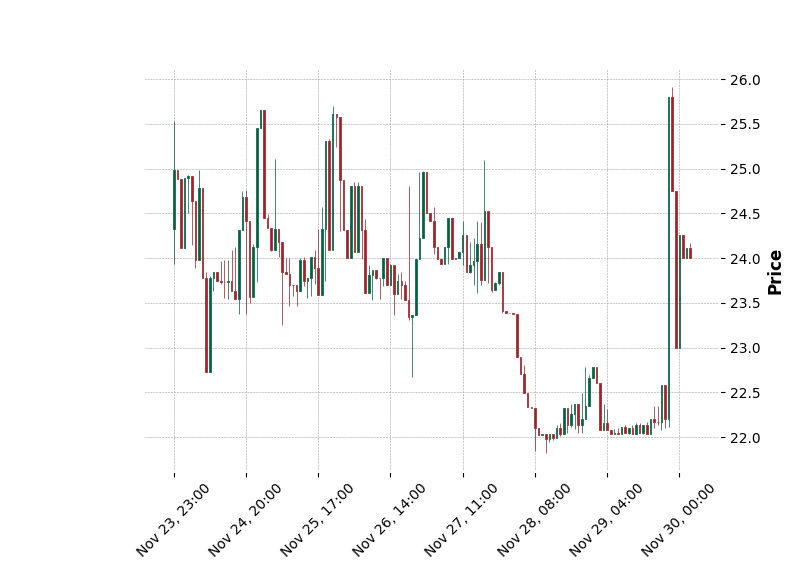 26.0
25.5
25.0
24.5
24.0
23.5
23.0
22.5
22.0
Price
Nov 23, 23:00
Nov 24, 20:00
Nov 25, 17:00
Nov 26, 14:00
Nov 27, 11:00
Nov 28, 08:00
Nov 29, 04:00
Nov 30, 00:00